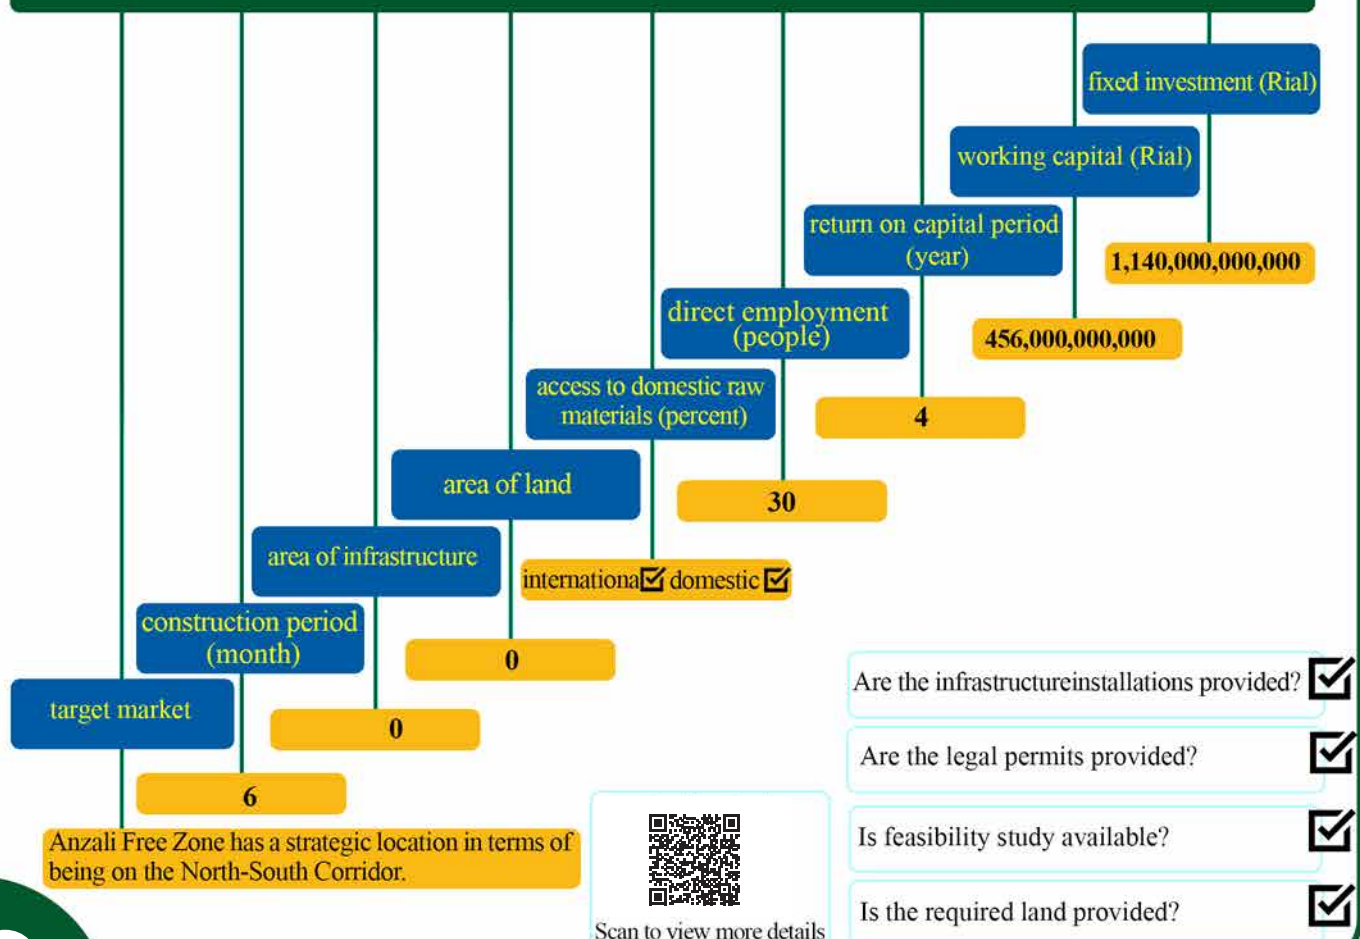 fixed investment (Rial)
1,140,000,000,000
working capital (Rial)
456,000,000,000
return on capital period
(year)
4
direct employment
(people)
30
access to domestic raw
materials (percent)
internationa domestic
area of land
0
area of infrastructure
0
construction period
(month)
6
target market
Anzali Free Zone has a strategic location in terms of
being on the North-South Corridor.
Scan to view more details
Are the infrastructureinstallations provided?
Are the legal permits provided?
Is feasibility study available?
Is the required land provided?